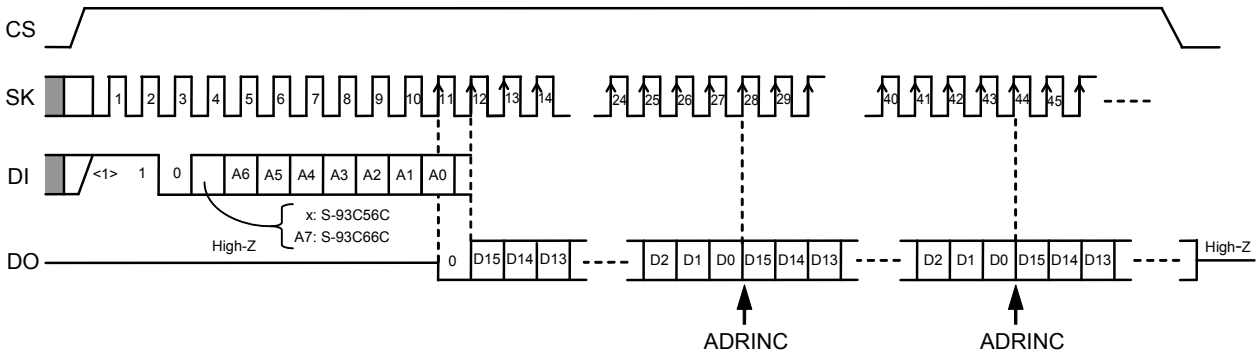 CS
SK 1 2 3 4 5 6 7 8 9 10 11 12 13 14 24 25 26 27 28 29 40 41 42 43 44 45
DI <1> 1 0 A6 A5 A4 A3 A2 A1 A0
x: S-93C56C
A7: S-93C66C
High-Z
High-Z
DO 0 D15 D14 D13 D2 D1 D0 D15 D14 D13 D2 D1 D0 D15 D14 D13
ADRINC ADRINC